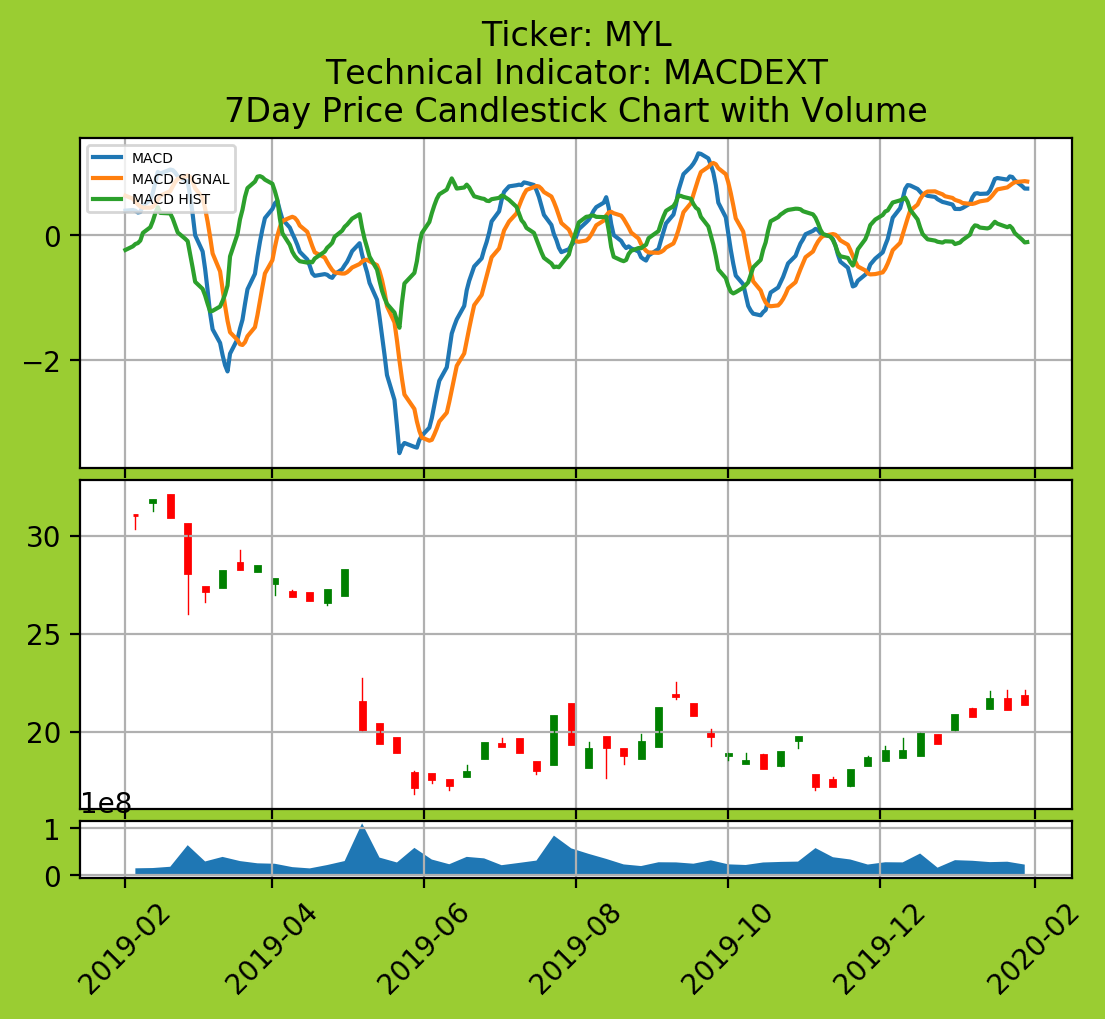 Ticker: MYL
Technical Indicator: MACDEXT
7Day Price Candlestick Chart with Volume
MACD
MACD SIGNAL
MACD HIST
0
−2
30
25
20
1e8
1
0
2019-02
2019-04
2019-06
2019-08
2019-10
2019-12
2020-02